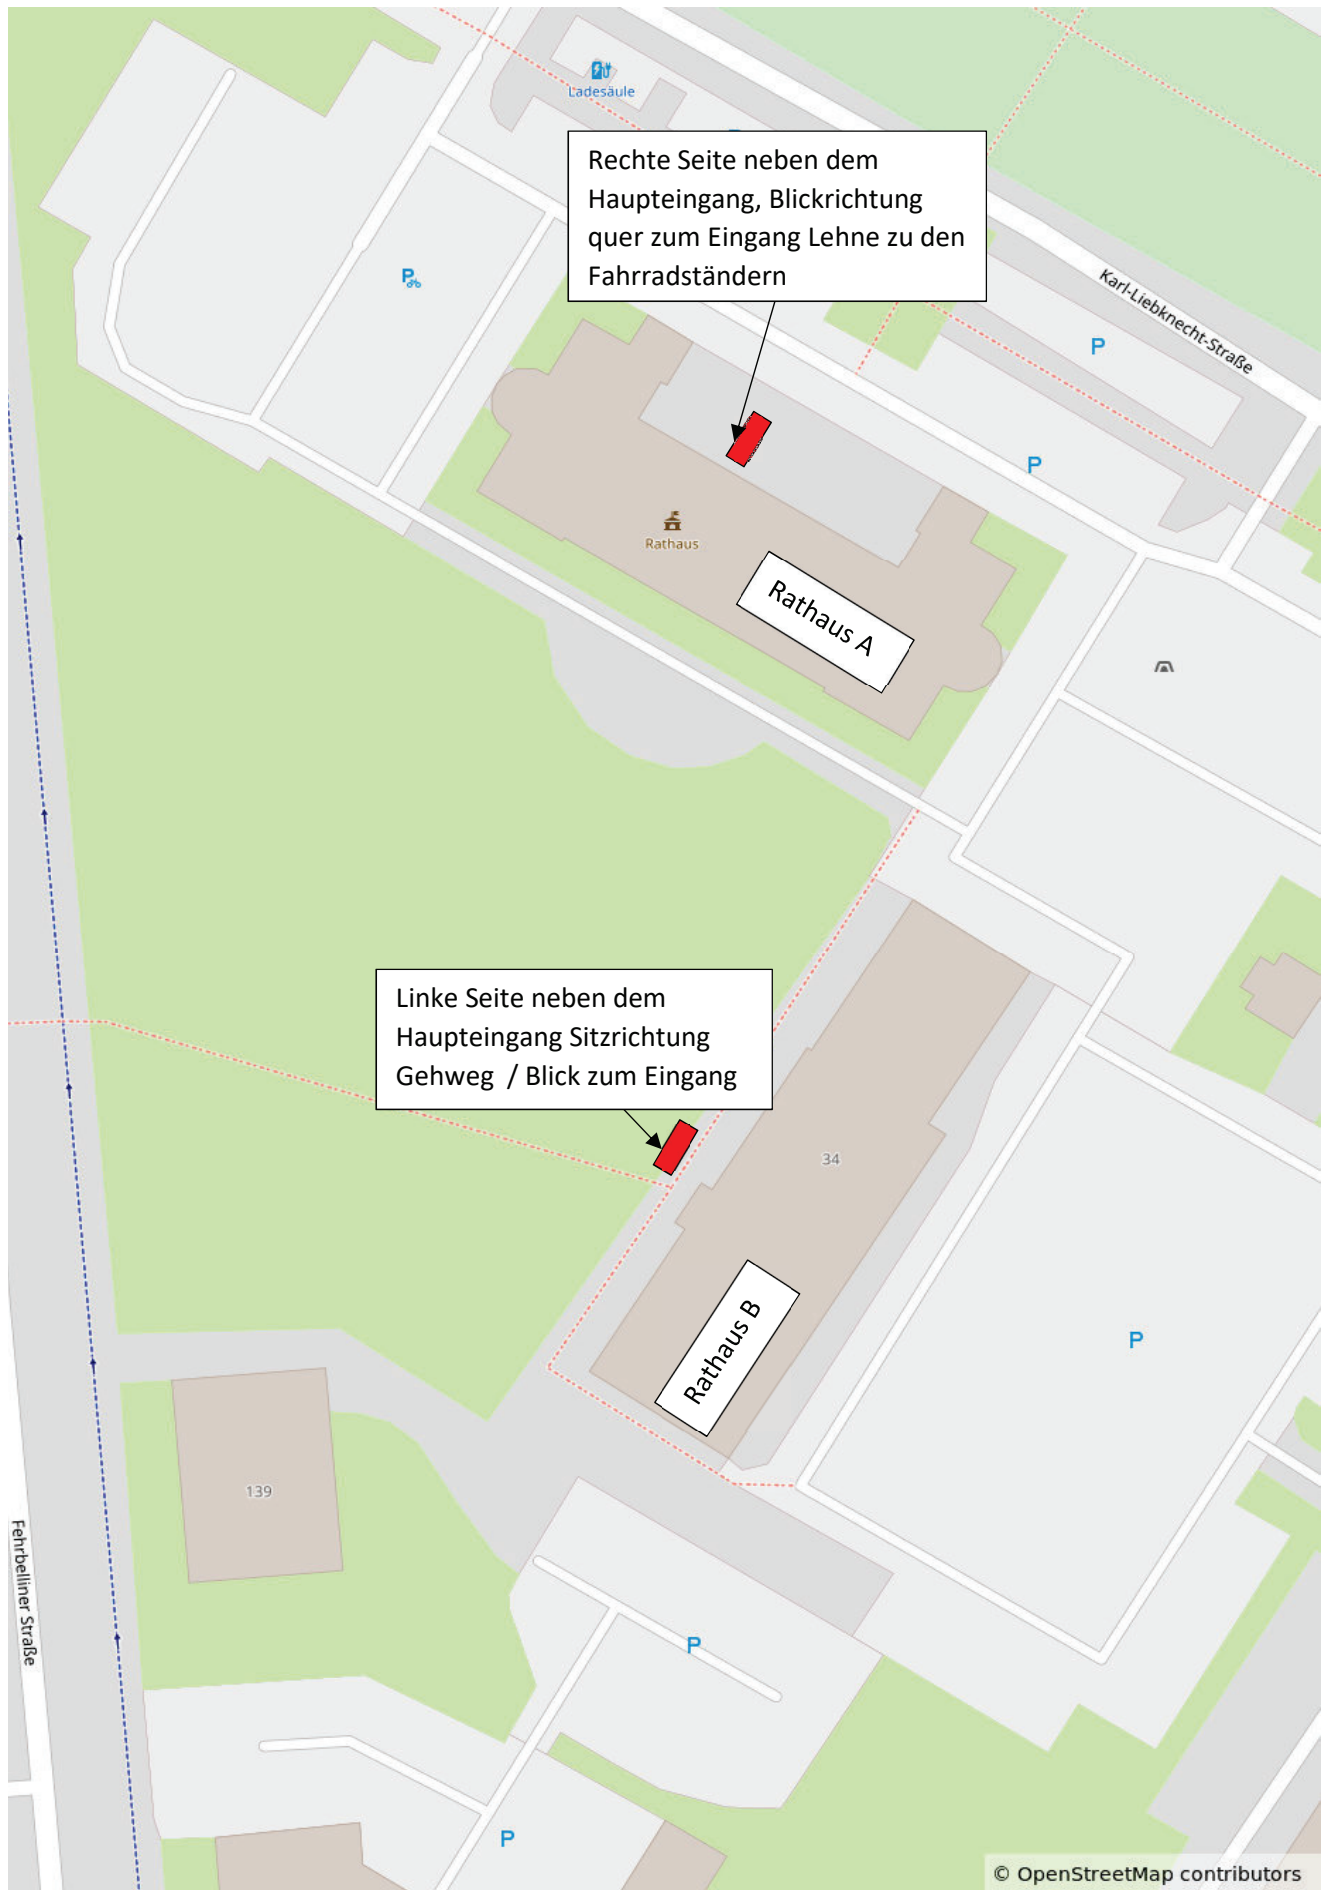 Ladesäule
Rechte Seite neben dem
Haupteingang, Blickrichtung
quer zum Eingang Lehne zu den
Fahrradständern
Karl-Liebknecht-Straße
P
P
P
Rathaus
Rathaus A
Linke Seite neben dem
Haupteingang Sitzrichtung
Gehweg / Blick zum Eingang
34
Rathaus B
P
139
Fehrbelliner Straße
P
P
© OpenStreetMap contributors